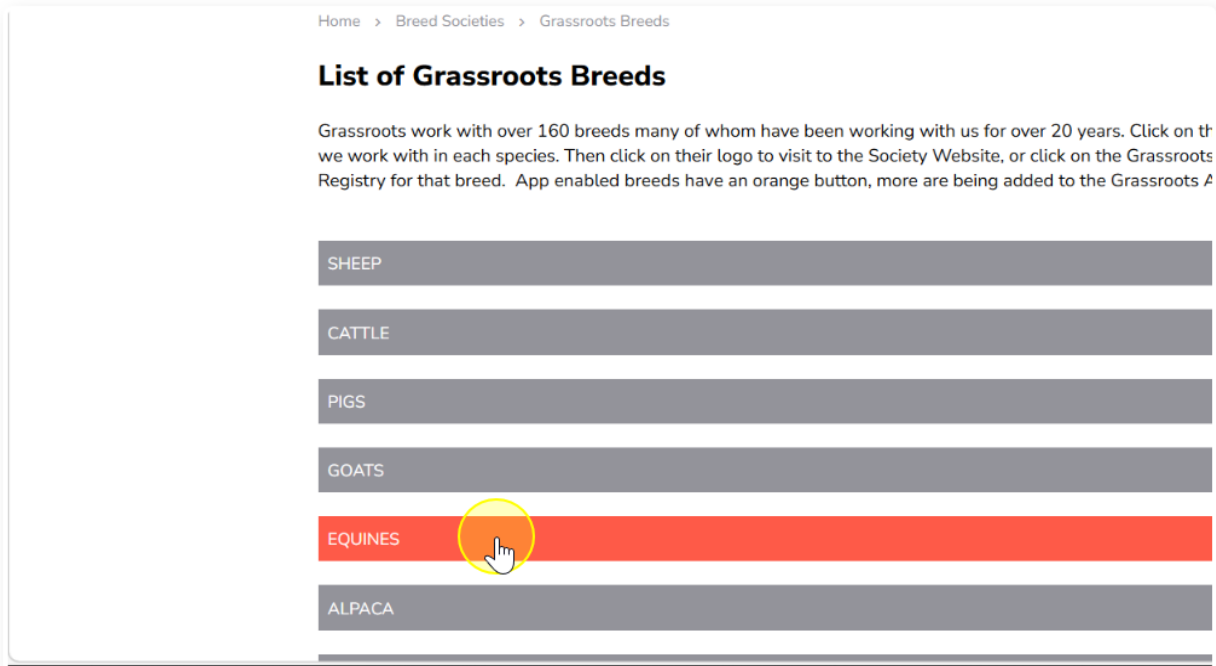 Home > Breed Societies > Grassroots Breeds
List of Grassroots Breeds
Grassroots work with over 160 breeds many of whom have been working with us for over 20 years. Click on th
we work with in each species. Then click on their logo to visit to the Society Website, or click on the Grassroots
Registry for that breed. App enabled breeds have an orange button, more are being added to the Grassroots A
SHEEP
CATTLE
PIGS
GOATS
EQUINES
ALPACA